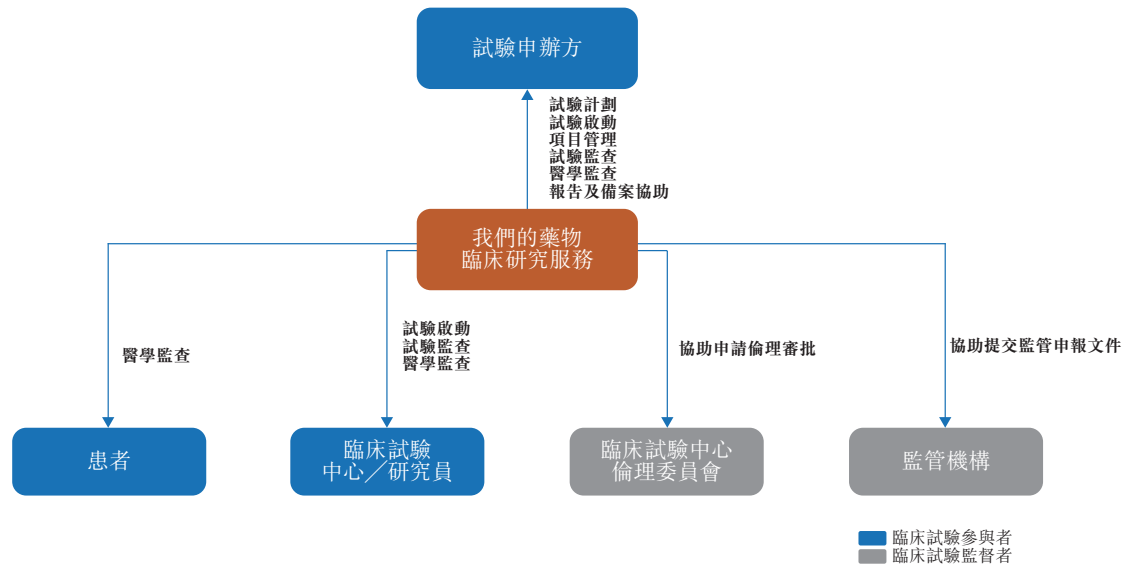 試驗申辦方
試驗計劃
試驗啟動
項目管理
試驗監查
醫學監查
報告及備案協助
我們的藥物
臨床研究服務
醫學監查
試驗啟動
試驗監查
醫學監查
協助申請倫理審批
協助提交監管申報文件
患者
臨床試驗
中心／研究員
臨床試驗中心
倫理委員會
監管機構
臨床試驗參與者
臨床試驗監督者